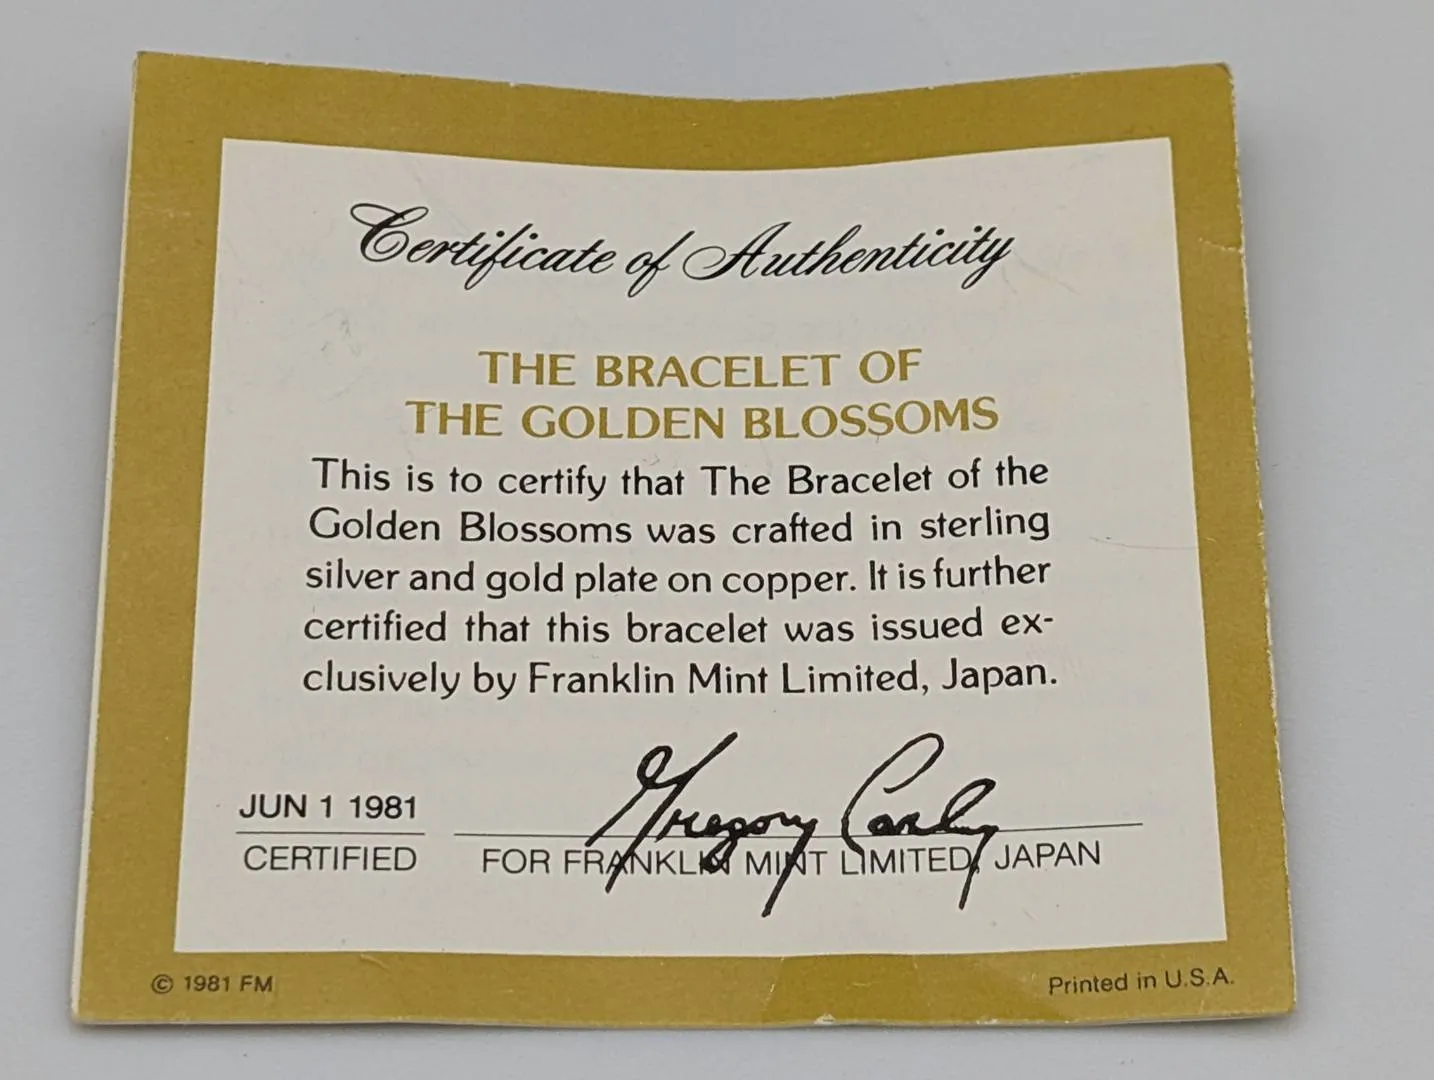 Certificate of Authenticity
THE BRACELET OF
THE GOLDEN BLOSSOMS
This is to certify that The Bracelet of the
Golden Blossoms was crafted in sterling
silver and gold plate on copper. It is further
certified that this bracelet was issued ex-
clusively by Franklin Mint Limited, Japan.
Gregory
JUN 1 1981
CERTIFIED
FOR FRANKLIN MINT LIMITED, JAPAN
© 1981 FM
Printed in U.S.A.